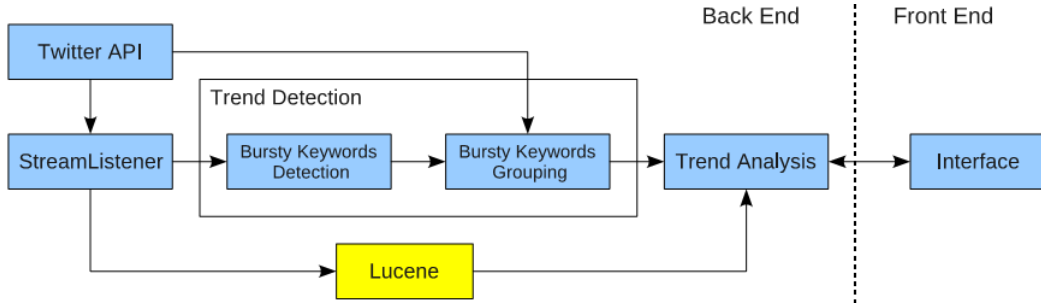 Back End
Front End
Twitter API
Trend Detection
StreamListener
Bursty Keywords
Detection
Bursty Keywords
Grouping
Trend Analysis
Interface
Lucene